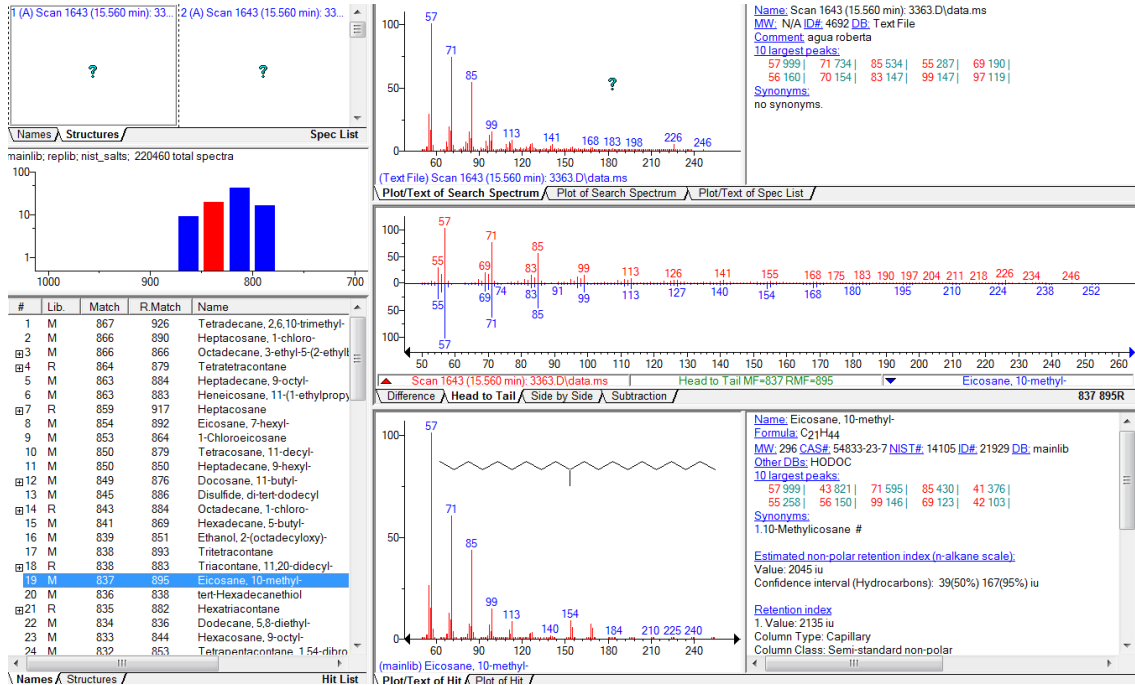 1 (A) Scan 1643 (15.560 min): 33...
2 (A) Scan 1643 (15.560 min): 33...
?
?
Names
Structures
Spec List
mainlib; replib; nist_salts; 220460 total spectra
100
10
1
1000 900 800 700
# Lib. Match R.Match Name
1 M 867 926 Tetradecane, 2,6,10-trimethyl-
2 M 866 890 Heptacosane, 1-chloro-
3 M 866 866 Octadecane, 3-ethyl-5-(2-ethylb
4 R 864 879 Tetratetracontane
5 M 863 884 Heptadecane, 9-octyl-
6 M 863 883 Heneicosane, 11-(1-ethylpropy
7 R 859 917 Heptacosane
8 M 854 892 Eicosane, 7-hexyl-
9 M 853 864 1-Chloroeicosane
10 M 850 879 Tetracosane, 11-decyl-
11 M 850 850 Heptadecane, 9-hexyl-
12 M 849 876 Docosane, 11-butyl-
13 M 845 886 Disulfide, di-tert-dodecyl
14 R 843 884 Octadecane, 1-chloro-
15 M 841 869 Hexadecane, 5-butyl-
16 M 839 851 Ethanol, 2-(octadecyloxy)-
17 M 838 893 Tritetracontane
18 R 838 883 Triacontane, 11,20-didecyl-
19 M 837 895 Eicosane, 10-methyl-
20 M 836 838 tert-Hexadecanethiol
21 R 835 882 Hexatriacontane
22 M 834 836 Dodecane, 5,8-diethyl-
23 M 833 844 Hexacosane, 9-octyl-
24 M 832 853 Tetrapentacontane, 1,54-dibro
Names
Structures
Hit List
100
50
0
57
71
85
99 113 141 168 183 198 226 246
?
60 90 120 150 180 210 240
(Text File) Scan 1643 (15.560 min): 3363.D\data.ms
Plot/Text of Search Spectrum
Plot of Search Spectrum
Plot/Text of Spec List
Name: Scan 1643 (15.560 min): 3363.D\data.ms
MW: N/A ID#: 4692 DB: Text File
Comment: agua roberta
10 largest peaks:
57 999 | 71 734 | 85 534 | 55 287 | 69 190 |
56 160 | 70 154 | 83 147 | 99 147 | 97 119 |
Synonyms:
no synonyms.
100
50
0
50
100
57
71
85
55 69 83 99 113 126 141 155 168 175 183 190 197 204 211 218 226 234 246
55 69 74 83 91 99 113 127 140 154 168 180 195 210 224 238 252
85
71
57
50 60 70 80 90 100 110 120 130 140 150 160 170 180 190 200 210 220 230 240 250 260
Scan 1643 (15.560 min): 3363.D\data.ms
Head to Tail MF=837 RMF=895
Eicosane, 10-methyl-
Difference
Head to Tail
Side by Side
Subtraction
837 895R
100
50
0
57
71
85
99 113 140 154 184 210 225 240
60 90 120 150 180 210 240
(mainlib) Eicosane, 10-methyl-
Plot/Text of Hit
Plot of Hit
Name: Eicosane, 10-methyl-
Formula: C21H44
MW: 296 CAS#: 54833-23-7 NIST#: 14105 ID#: 21929 DB: mainlib
Other DBs: HODOC
10 largest peaks:
57 999 | 43 821 | 71 595 | 85 430 | 41 376 |
55 258 | 56 150 | 99 146 | 69 123 | 42 103 |
Synonyms:
1.10-Methylicosane #
Estimated non-polar retention index (n-alkane scale):
Value: 2045 iu
Confidence interval (Hydrocarbons): 39(50%) 167(95%) iu
Retention index
1. Value: 2135 iu
Column Type: Capillary
Column Class: Semi-standard non-polar